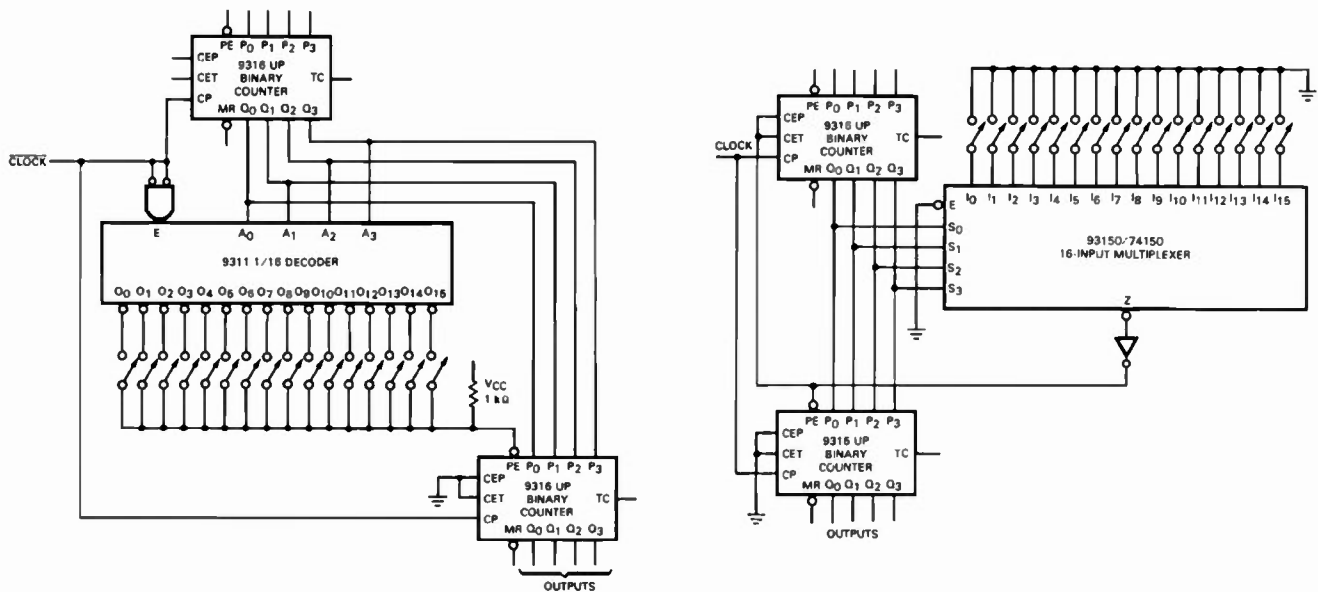 PE P0 P1 P2 P3
CEP
CET
CP
9316 UP
BINARY
COUNTER
TC
MR Q0 Q1 Q2 Q3
CLOCK
E A0 A1 A2 A3
9311 1/16 DECODER
O0 O1 O2 O3 O4 O5 O6 O7 O8 O9 O10 O11 O12 O13 O14 O15
VCC
1 kΩ
PE P0 P1 P2 P3
CEP
CET
CP
9316 UP
BINARY
COUNTER
TC
MR Q0 Q1 Q2 Q3
OUTPUTS
PE P0 P1 P2 P3
CEP
CET
CP
9316 UP
BINARY
COUNTER
TC
MR Q0 Q1 Q2 Q3
CLOCK
I0 I1 I2 I3 I4 I5 I6 I7 I8 I9 I10 I11 I12 I13 I14 I15
E
S0
S1
S2
S3
93150/74150
16-INPUT MULTIPLEXER
Z
PE P0 P1 P2 P3
CEP
CET
CP
9316 UP
BINARY
COUNTER
TC
MR Q0 Q1 Q2 Q3
OUTPUTS